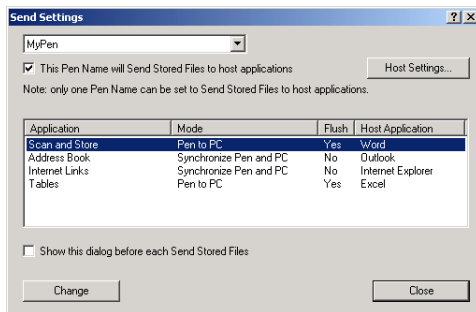 Send Settings
MyPen
This Pen Name will Send Stored Files to host applications
Host Settings...
Note: only one Pen Name can be set to Send Stored Files to host applications.
Application Mode Flush Host Application
Scan and Store Pen to PC Yes Word
Address Book Synchronize Pen and PC No Outlook
Internet Links Synchronize Pen and PC No Internet Explorer
Tables Pen to PC Yes Excel
Show this dialog before each Send Stored Files
Change Close